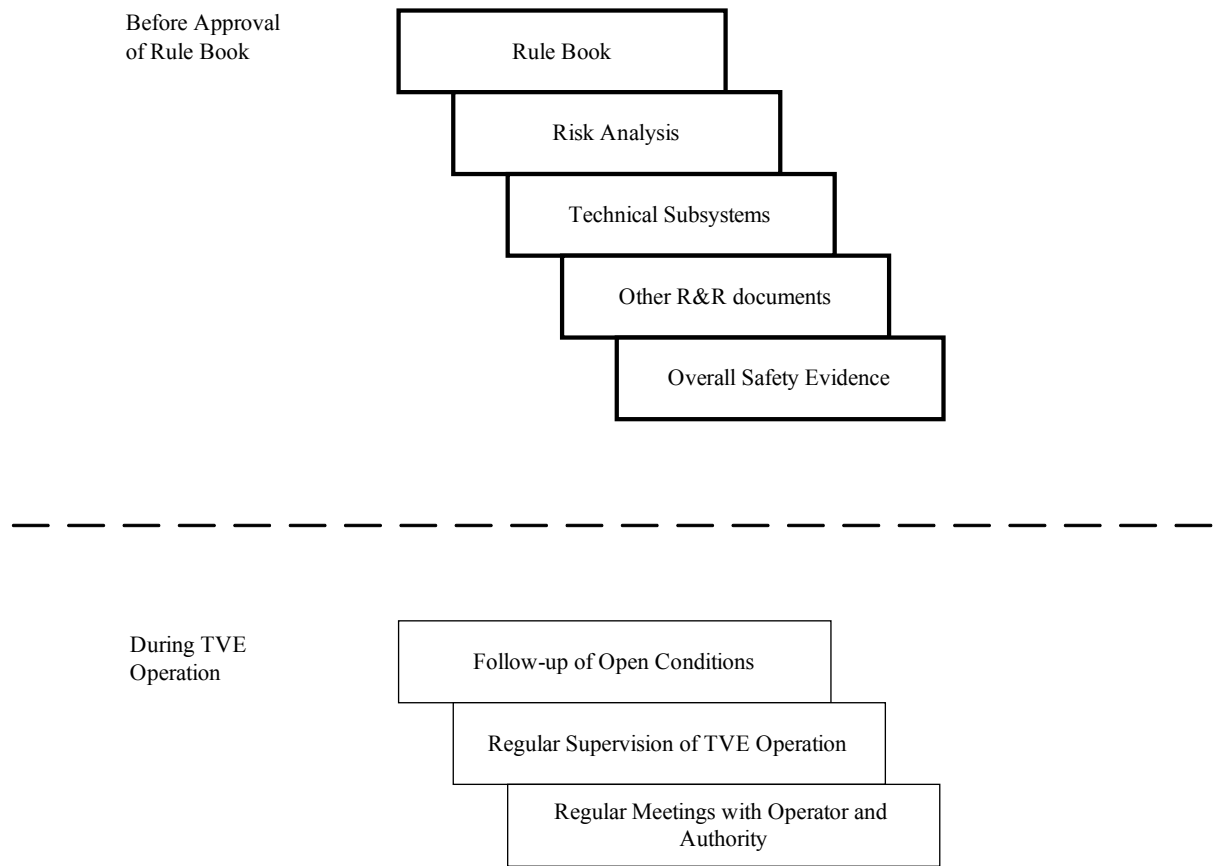 Before Approval
of Rule Book
Rule Book
Risk Analysis
Technical Subsystems
Other R&R documents
Overall Safety Evidence
During TVE
Operation
Follow-up of Open Conditions
Regular Supervision of TVE Operation
Regular Meetings with Operator and
Authority